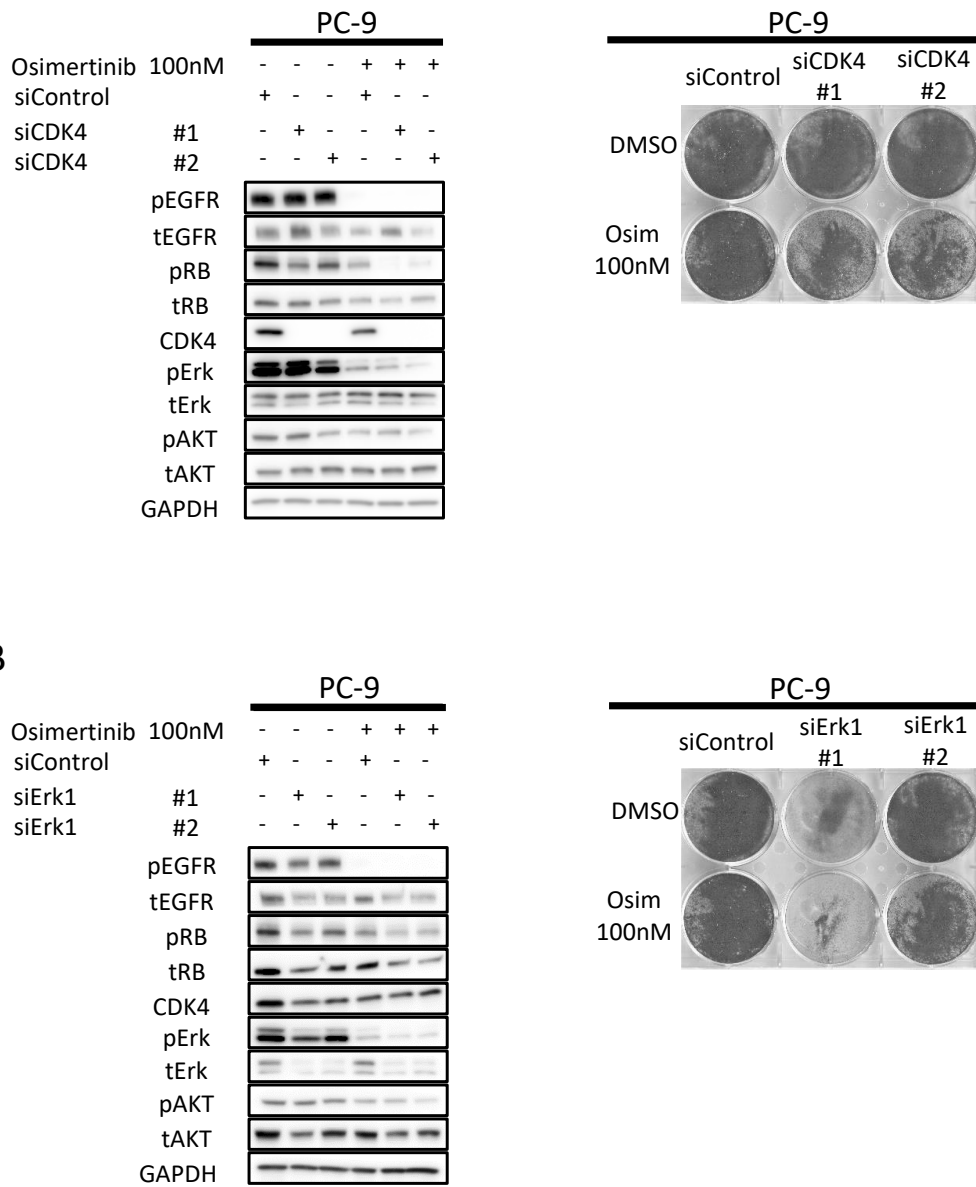 PC-9
Osimertinib 100nM - - - + + +
siControl + - - + - -
siCDK4 #1 - + - - + -
siCDK4 #2 - - + - - +
pEGFR
tEGFR
pRB
tRB
CDK4
pErk
tErk
pAKT
tAKT
GAPDH
PC-9
siControl siCDK4 #1 siCDK4 #2
DMSO
Osim
100nM
B
PC-9
Osimertinib 100nM - - - + + +
siControl + - - + - -
siErk1 #1 - + - - + -
siErk1 #2 - - + - - +
pEGFR
tEGFR
pRB
tRB
CDK4
pErk
tErk
pAKT
tAKT
GAPDH
PC-9
siControl siErk1 #1 siErk1 #2
DMSO
Osim
100nM